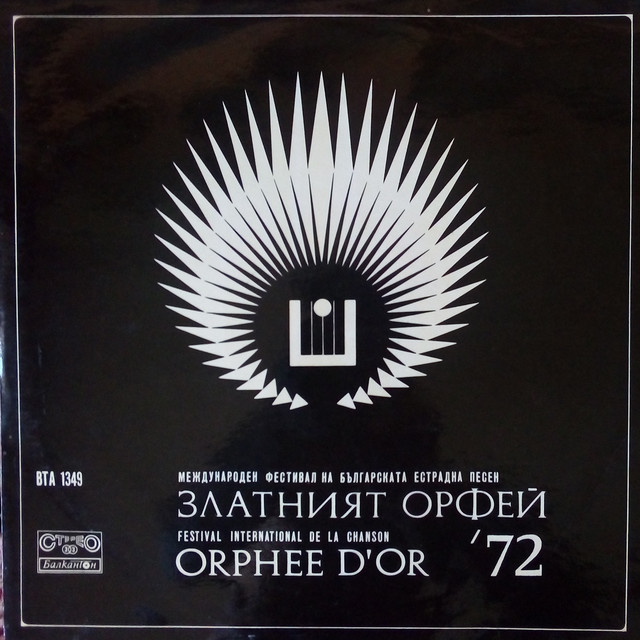 ВТА 1349
МЕЖДУНАРОДЕН ФЕСТИВАЛ НА БЪЛГАРСКАТА ЕСТРАДНА ПЕСЕН
ЗЛАТНИЯТ ОРФЕЙ
FESTIVAL INTERNATIONAL DE LA CHANSON
ORPHEE D'OR '72
СТЕРЕО
Балкантон